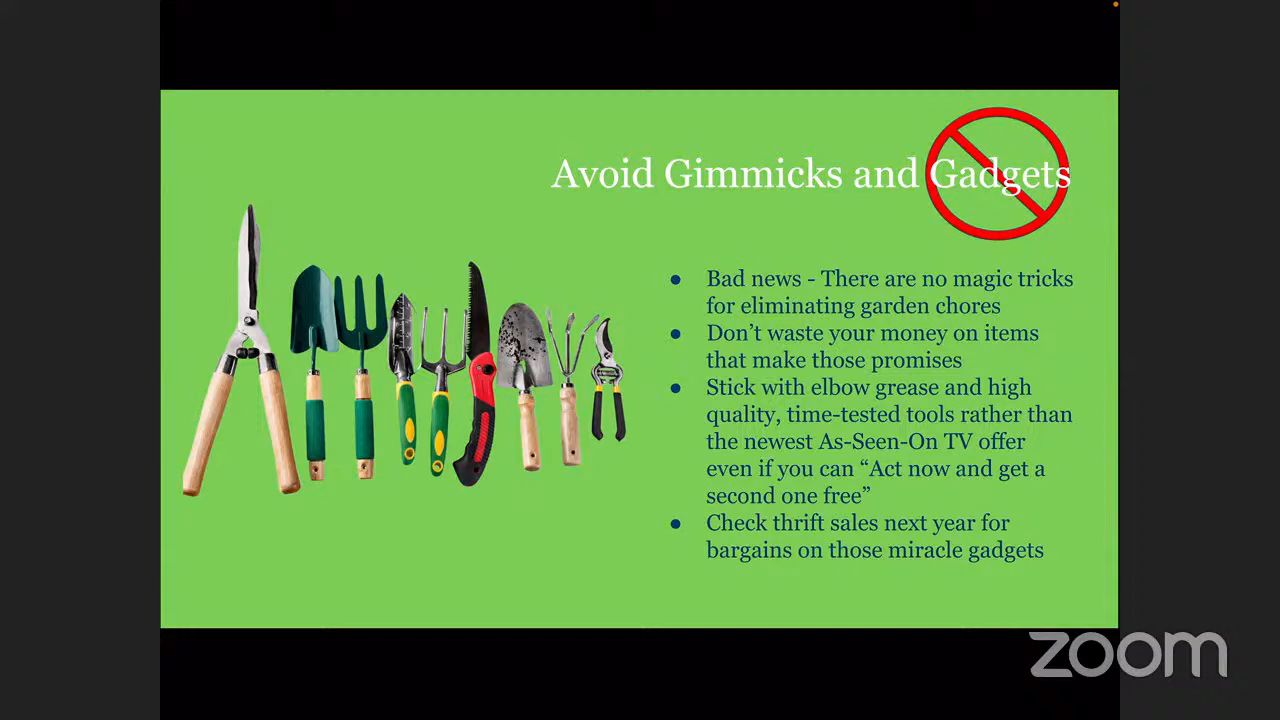 Avoid Gimmicks and Gadgets
● Bad news - There are no magic tricks
for eliminating garden chores
● Don’t waste your money on items
that make those promises
● Stick with elbow grease and high
quality, time-tested tools rather than
the newest As-Seen-On TV offer
even if you can “Act now and get a
second one free”
● Check thrift sales next year for
bargains on those miracle gadgets
zoom